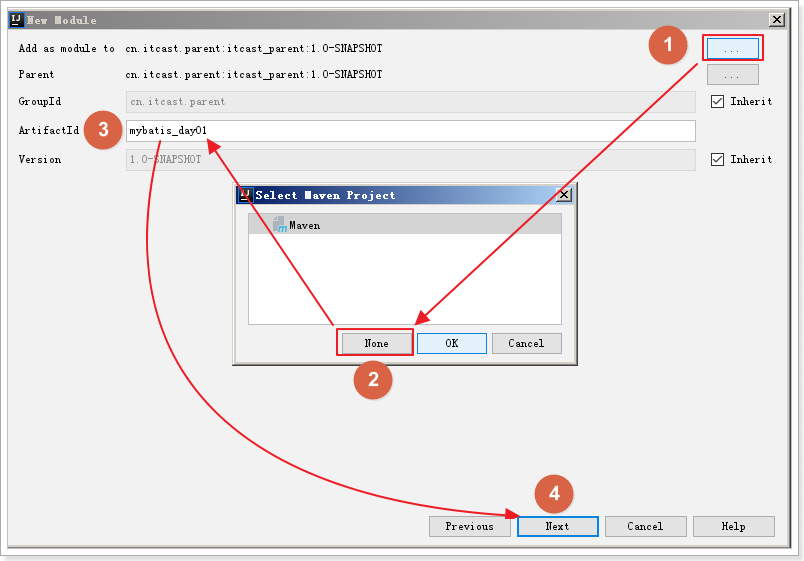 New Module
Add as module to cn.itcast.parent:itcast_parent:1.0-SNAPSHOT ...
1
Parent cn.itcast.parent:itcast_parent:1.0-SNAPSHOT ...
GroupId cn.itcast.parent Inherit
ArtifactId 3 mybatis_day01
Version 1.0-SNAPSHOT Inherit
Select Maven Project
Maven
None OK Cancel
2
4
Previous Next Cancel Help